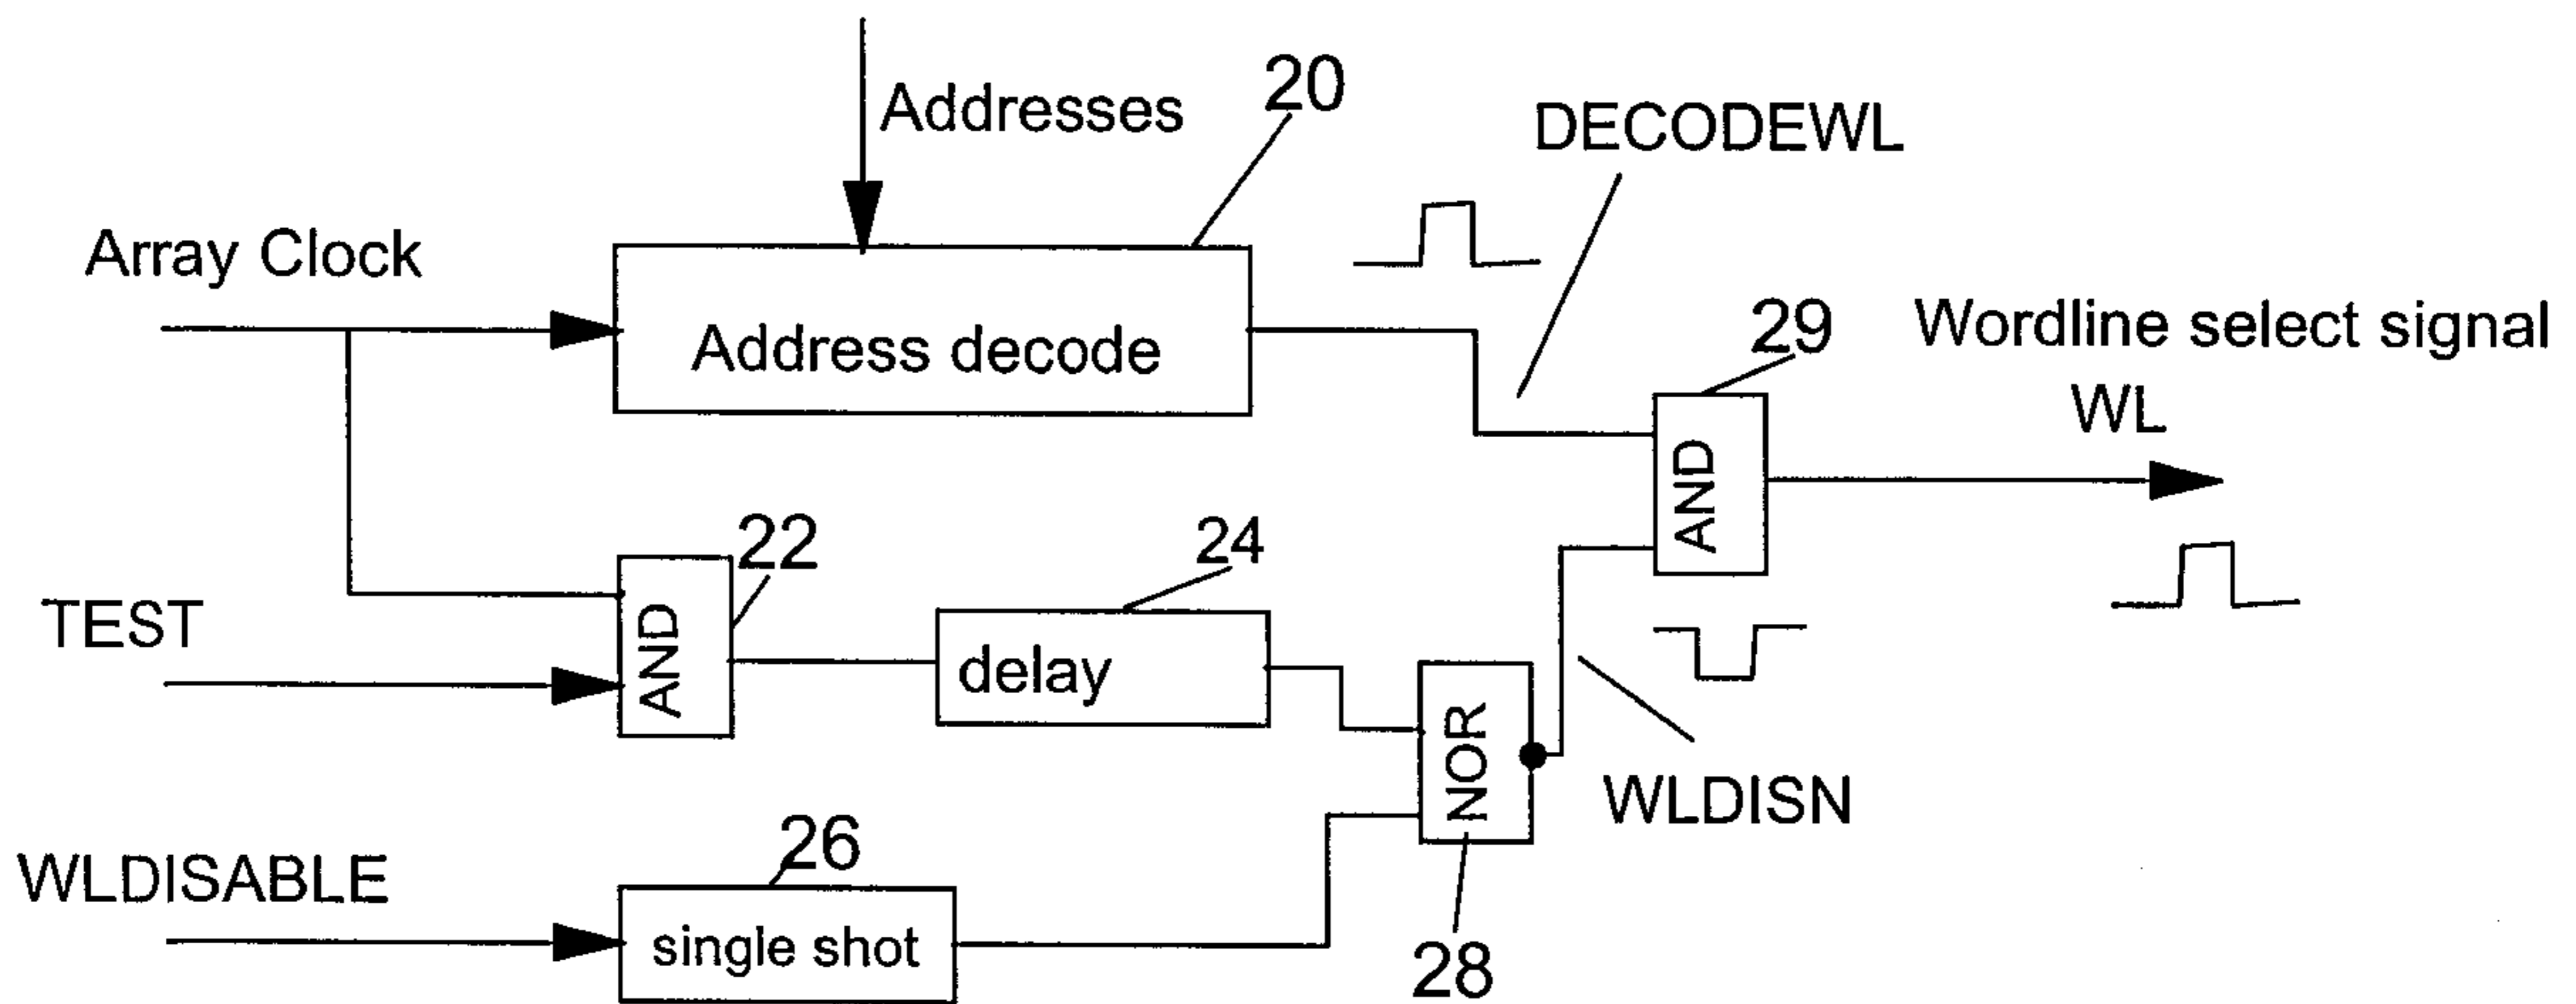 Addresses
20
DECODEWL
Array Clock
Address decode
29
Wordline select signal
WL
AND
22
24
TEST
AND
delay
NOR
WLDISN
26
WLDISABLE
single shot
28